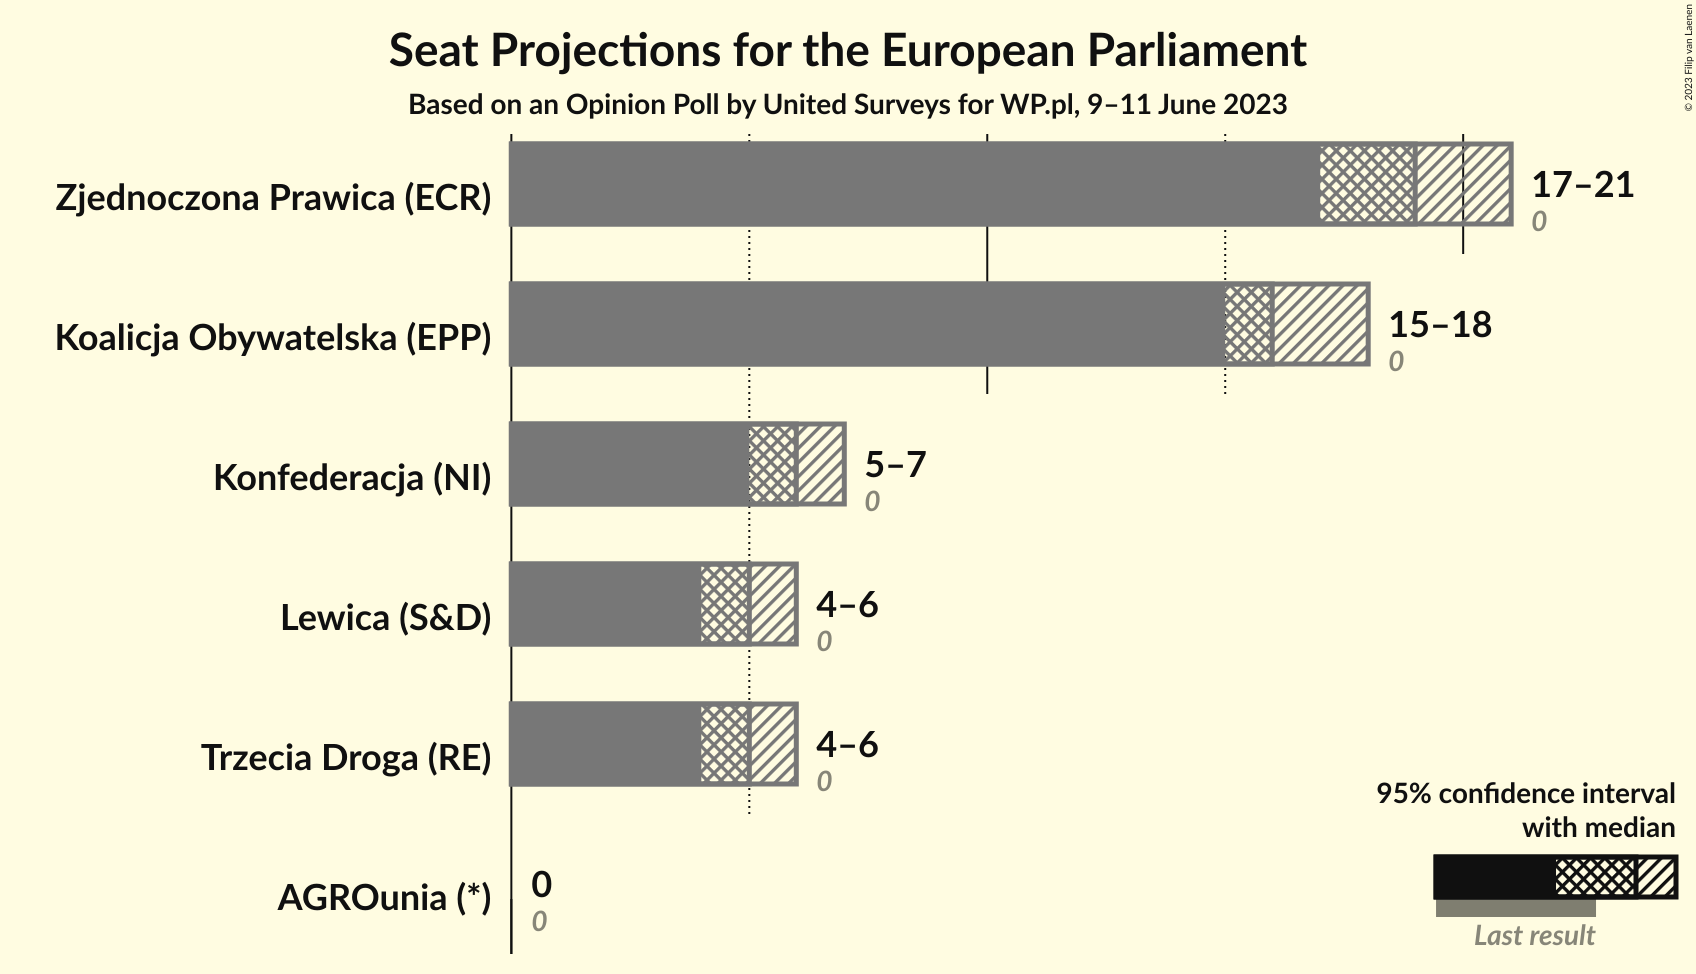 Seat Projections for the European Parliament
Based on an Opinion Poll by United Surveys for WP.pl, 9–11 June 2023
© 2023 Filip van Laenen
Zjednoczona Prawica (ECR)
17–21
0
Koalicja Obywatelska (EPP)
15–18
0
Konfederacja (NI)
5–7
0
Lewica (S&D)
4–6
0
Trzecia Droga (RE)
4–6
0
AGROunia (*)
0
0
95% confidence interval
with median
Last result